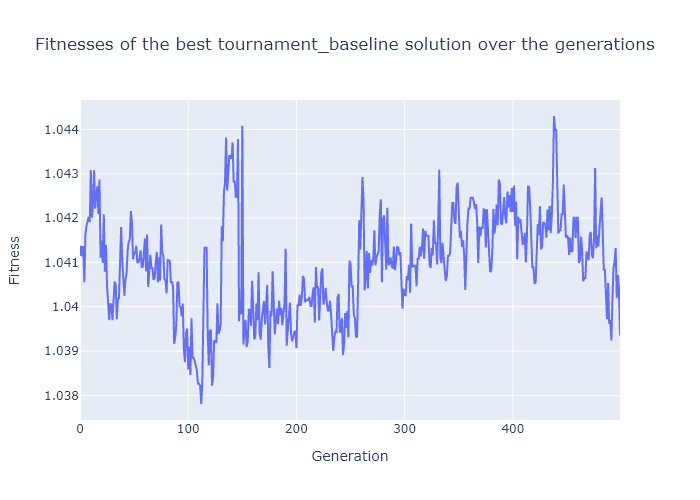 Fitnesses of the best tournament_baseline solution over the generations
1.044
1.043
1.042
1.041
1.04
1.039
1.038
Fitness
0 100 200 300 400
Generation